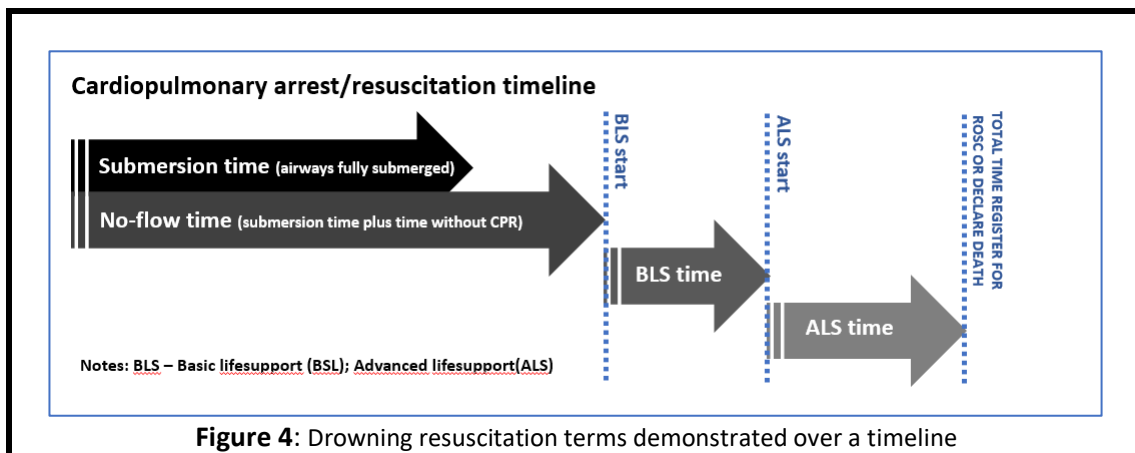 Cardiopulmonary arrest/resuscitation timeline
Submersion time (airways fully submerged)
No-flow time (submersion time plus time without CPR)
BLS start
BLS time
ALS start
ALS time
TOTAL TIME REGISTER FOR
ROSC OR DECLARE DEATH
Notes: BLS – Basic lifesupport (BSL); Advanced lifesupport(ALS)
Figure 4: Drowning resuscitation terms demonstrated over a timeline